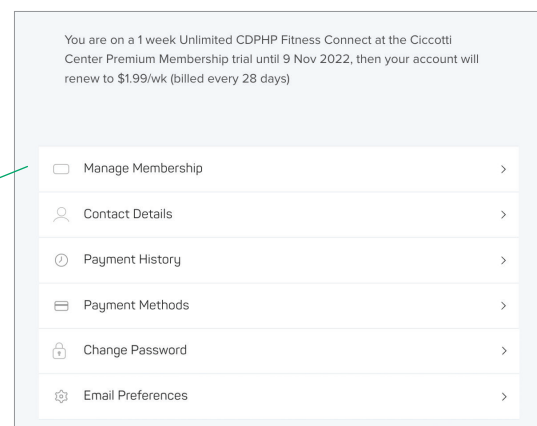 You are on a 1 week Unlimited CDPHP Fitness Connect at the Ciccotti
Center Premium Membership trial until 9 Nov 2022, then your account will
renew to $1.99/wk (billed every 28 days)
Manage Membership
Contact Details
Payment History
Payment Methods
Change Password
Email Preferences